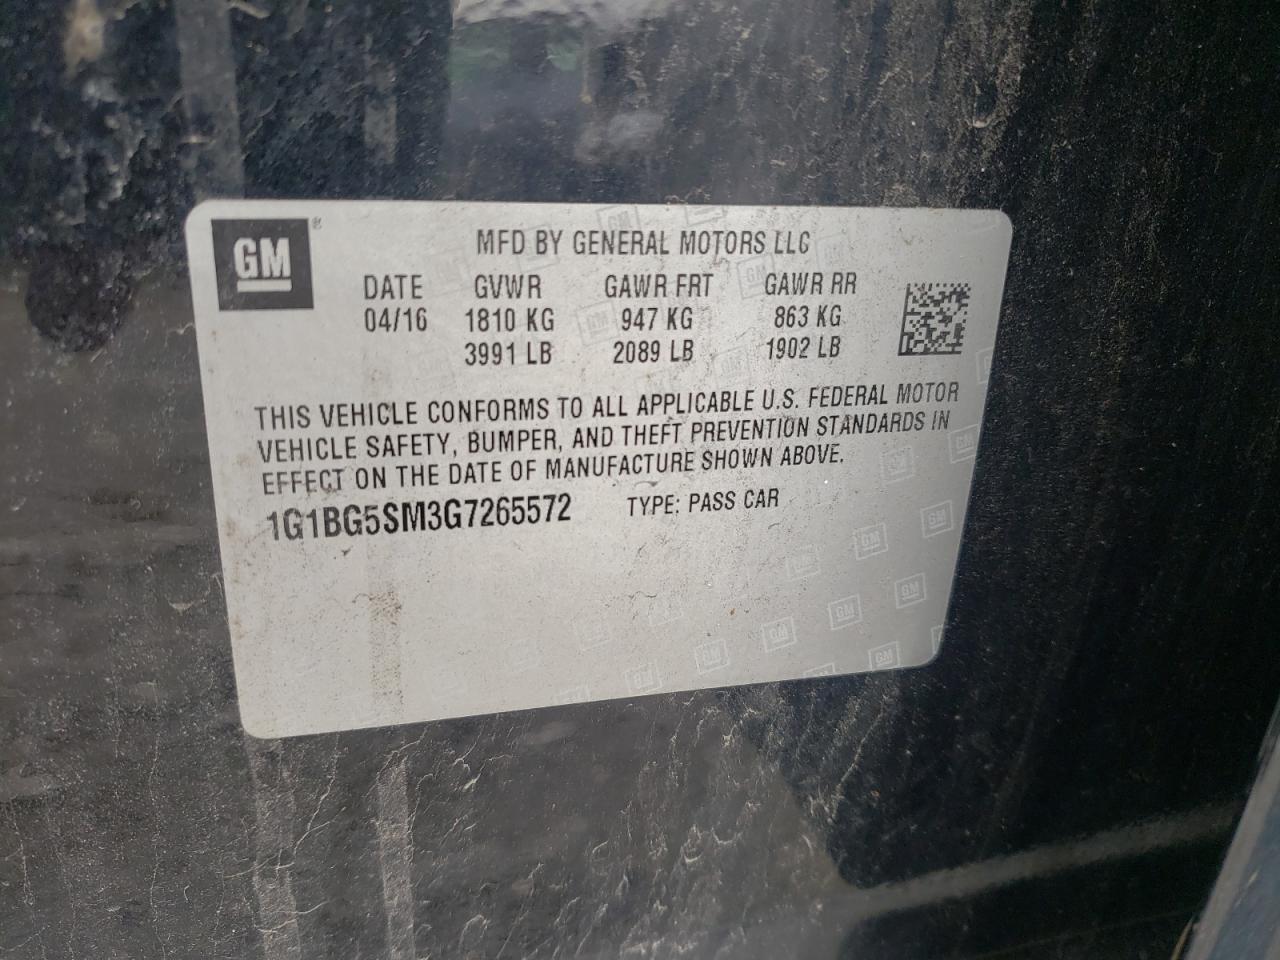 GM ®
MFD BY GENERAL MOTORS LLC
DATE GVWR GAWR FRT GAWR RR
04/16 1810 KG 947 KG 863 KG
3991 LB 2089 LB 1902 LB
THIS VEHICLE CONFORMS TO ALL APPLICABLE U.S. FEDERAL MOTOR
VEHICLE SAFETY, BUMPER, AND THEFT PREVENTION STANDARDS IN
EFFECT ON THE DATE OF MANUFACTURE SHOWN ABOVE.
1G1BG5SM3G7265572 TYPE: PASS CAR